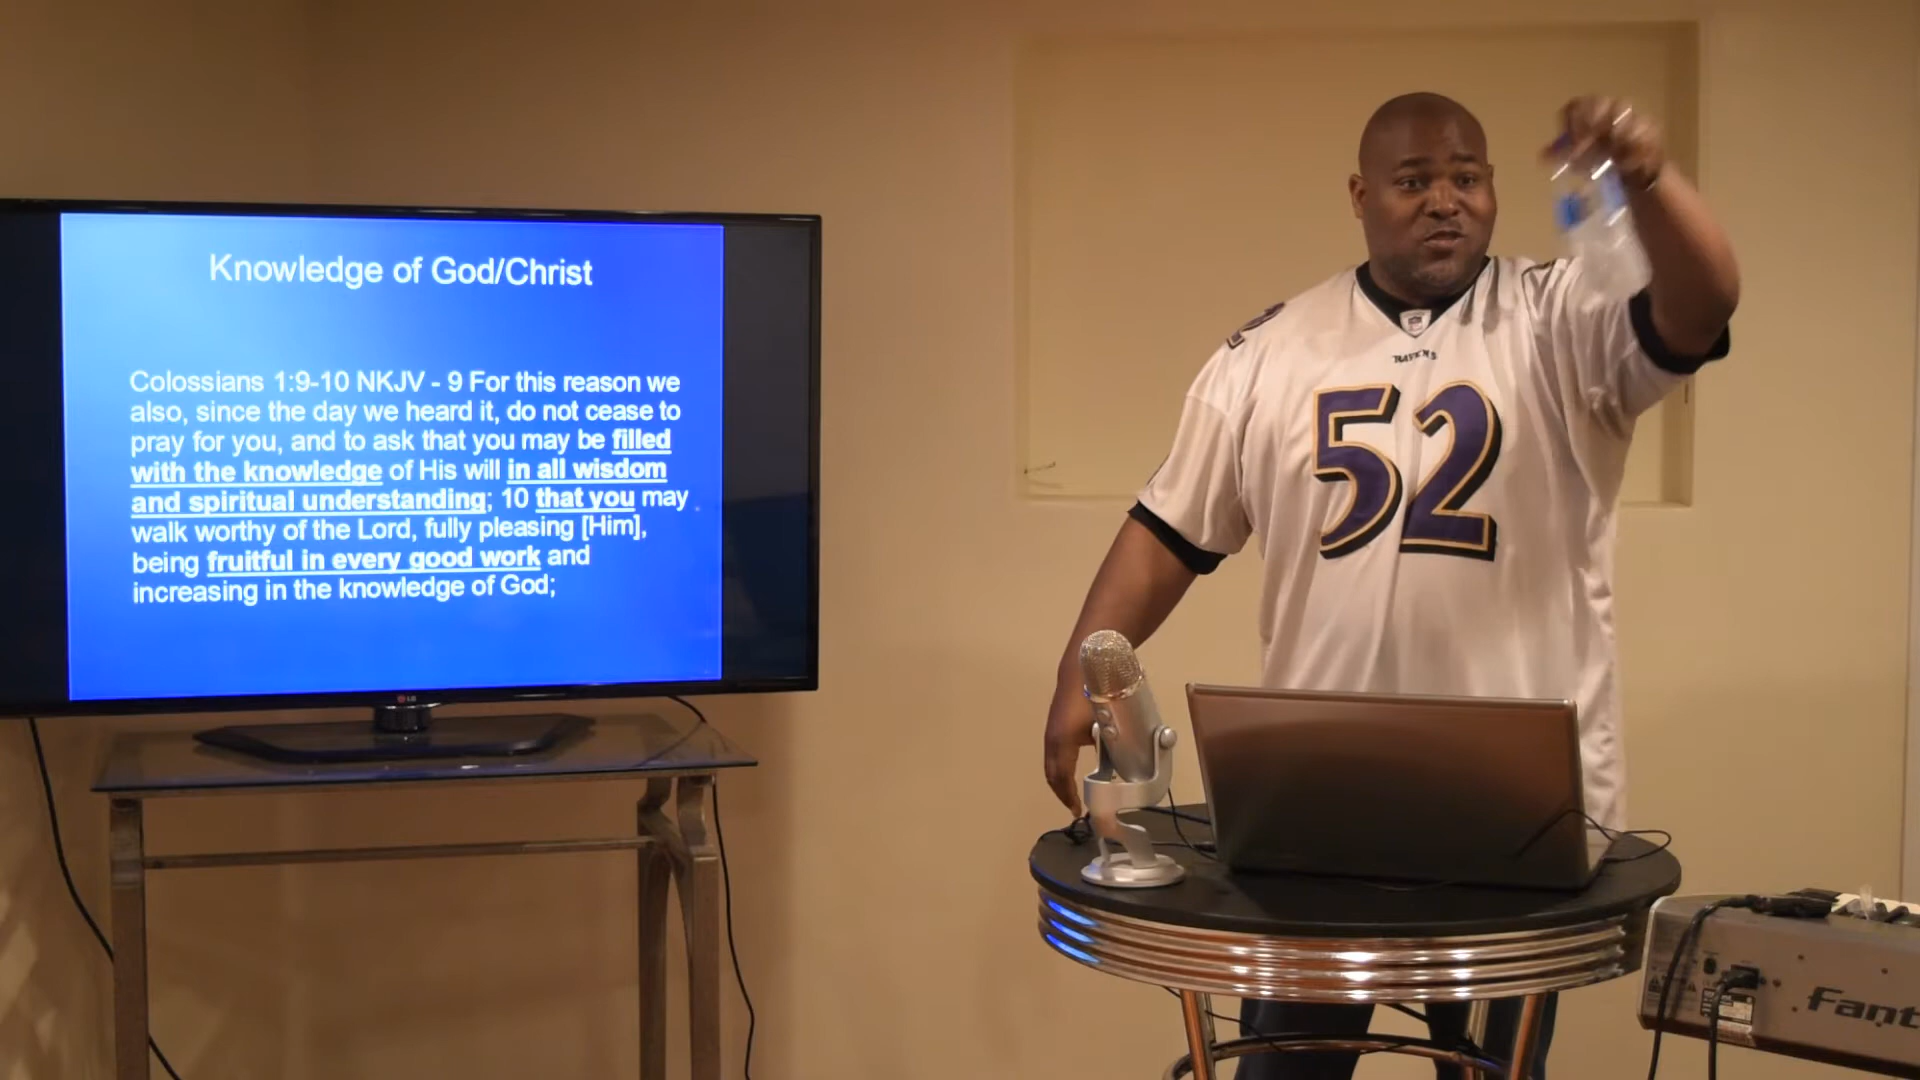 Knowledge of God/Christ
Colossians 1:9-10 NKJV - 9 For this reason we
also, since the day we heard it, do not cease to
pray for you, and to ask that you may be filled
with the knowledge of His will in all wisdom
and spiritual understanding; 10 that you may
walk worthy of the Lord, fully pleasing [Him],
being fruitful in every good work and
increasing in the knowledge of God;
LG
RAVENS
52
52
Fant